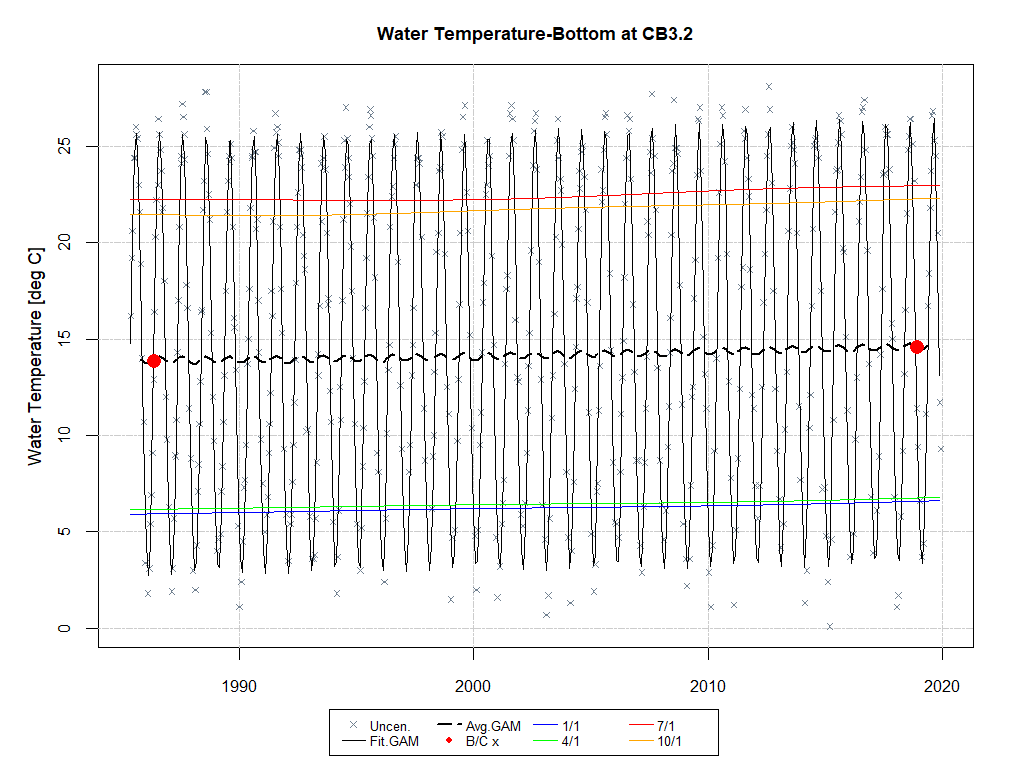 Water Temperature-Bottom at CB3.2
Water Temperature [deg C]
25
20
15
10
5
0
1990 2000 2010 2020
Uncen. Avg.GAM 1/1 7/1
Fit.GAM B/C x 4/1 10/1